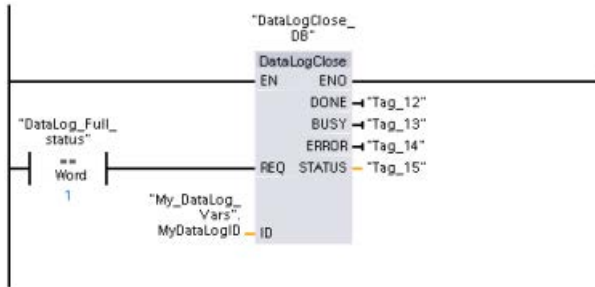 "DataLogClose_
DB"
DataLogClose
EN ENO
DONE "Tag_12"
BUSY "Tag_13"
ERROR "Tag_14"
"DataLog_Full_
status"
==
Word
1
REQ STATUS "Tag_15"
"My_DataLog_
Vars".
MyDataLogID ID